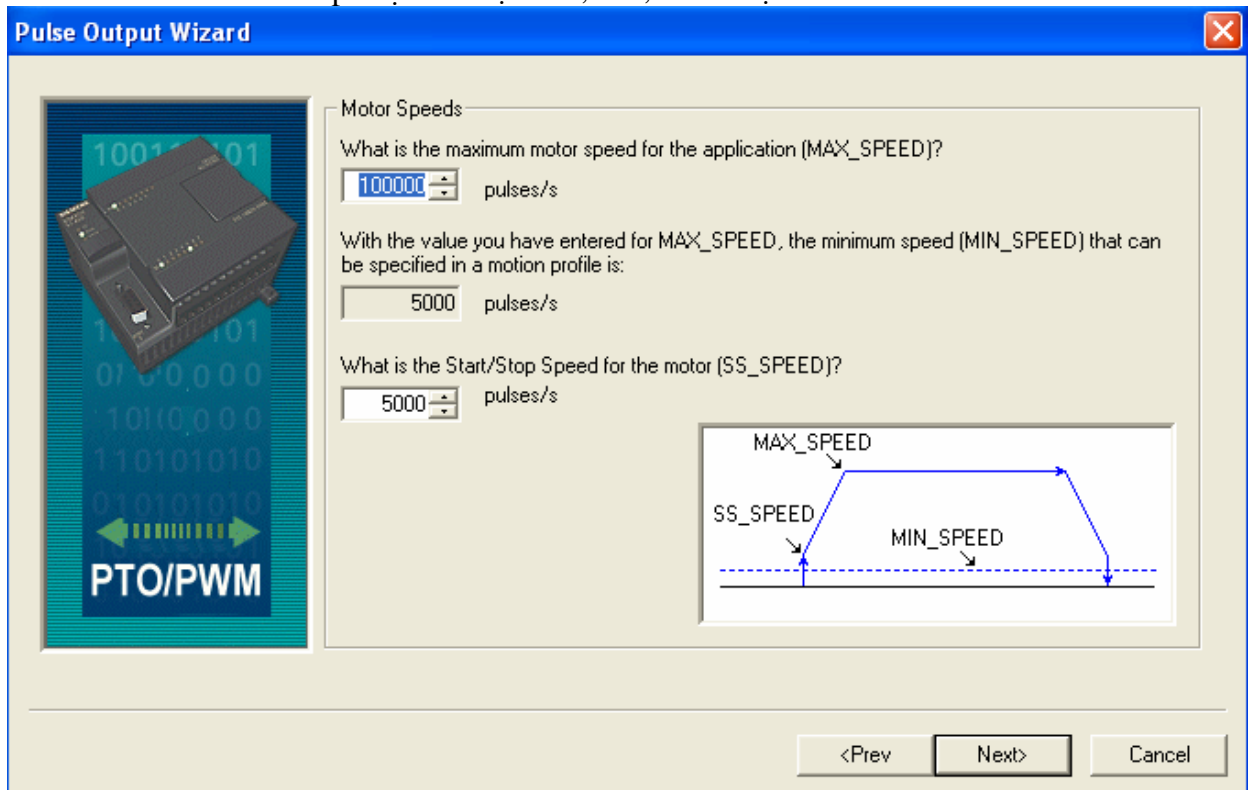 Pulse Output Wizard
Motor Speeds
What is the maximum motor speed for the application (MAX_SPEED)?
100000 pulses/s
With the value you have entered for MAX_SPEED, the minimum speed (MIN_SPEED) that can
be specified in a motion profile is:
5000 pulses/s
What is the Start/Stop Speed for the motor (SS_SPEED)?
5000 pulses/s
MAX_SPEED
SS_SPEED
MIN_SPEED
110101010
010101010
PTO/PWM
<Prev
Next>
Cancel